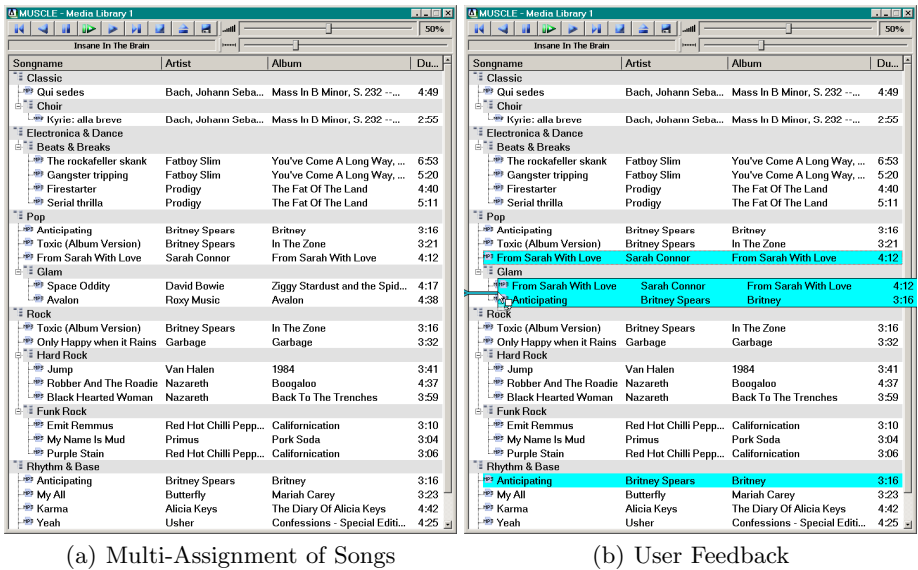 MUSCLE - Media Library 1
50%
Insane In The Brain
Songname Artist Album Du...
Classic
Qui sedes Bach, Johann Seba... Mass In B Minor, S. 232 --... 4:49
Choir
Kyrie: alla breve Bach, Johann Seba... Mass In B Minor, S. 232 --... 2:55
Electronica & Dance
Beats & Breaks
The rockafeller skank Fatboy Slim You've Come A Long Way, ... 6:53
Gangster tripping Fatboy Slim You've Come A Long Way, ... 5:20
Firestarter Prodigy The Fat Of The Land 4:40
Serial thrilla Prodigy The Fat Of The Land 5:11
Pop
Anticipating Britney Spears Britney 3:16
Toxic (Album Version) Britney Spears In The Zone 3:21
From Sarah With Love Sarah Connor From Sarah With Love 4:12
Glam
Space Oddity David Bowie Ziggy Stardust and the Spid... 4:17
Avalon Roxy Music Avalon 4:38
Rock
Toxic (Album Version) Britney Spears In The Zone 3:16
Only Happy when it Rains Garbage Garbage 3:32
Hard Rock
Jump Van Halen 1984 3:41
Robber And The Roadie Nazareth Boogaloo 4:37
Black Hearted Woman Nazareth Back To The Trenches 3:59
Funk Rock
Emit Remmus Red Hot Chilli Pepp... Californication 3:10
My Name Is Mud Primus Pork Soda 3:04
Purple Stain Red Hot Chilli Pepp... Californication 3:06
Rhythm & Base
Anticipating Britney Spears Britney 3:16
My All Butterfly Mariah Carey 3:23
Karma Alicia Keys The Diary Of Alicia Keys 4:42
Yeah Usher Confessions - Special Editi... 4:25
(a) Multi-Assignment of Songs
MUSCLE - Media Library 1
50%
Insane In The Brain
Songname Artist Album Du...
Classic
Qui sedes Bach, Johann Seba... Mass In B Minor, S. 232 --... 4:49
Choir
Kyrie: alla breve Bach, Johann Seba... Mass In B Minor, S. 232 --... 2:55
Electronica & Dance
Beats & Breaks
The rockafeller skank Fatboy Slim You've Come A Long Way, ... 6:53
Gangster tripping Fatboy Slim You've Come A Long Way, ... 5:20
Firestarter Prodigy The Fat Of The Land 4:40
Serial thrilla Prodigy The Fat Of The Land 5:11
Pop
Anticipating Britney Spears Britney 3:16
Toxic (Album Version) Britney Spears In The Zone 3:21
From Sarah With Love Sarah Connor From Sarah With Love 4:12
Glam
From Sarah With Love Sarah Connor From Sarah With Love 4:12
Anticipating Britney Spears Britney 3:16
Rock
Toxic (Album Version) Britney Spears In The Zone 3:16
Only Happy when it Rains Garbage Garbage 3:32
Hard Rock
Jump Van Halen 1984 3:41
Robber And The Roadie Nazareth Boogaloo 4:37
Black Hearted Woman Nazareth Back To The Trenches 3:59
Funk Rock
Emit Remmus Red Hot Chilli Pepp... Californication 3:10
My Name Is Mud Primus Pork Soda 3:04
Purple Stain Red Hot Chilli Pepp... Californication 3:06
Rhythm & Base
Anticipating Britney Spears Britney 3:16
My All Butterfly Mariah Carey 3:23
Karma Alicia Keys The Diary Of Alicia Keys 4:42
Yeah Usher Confessions - Special Editi... 4:25
(b) User Feedback